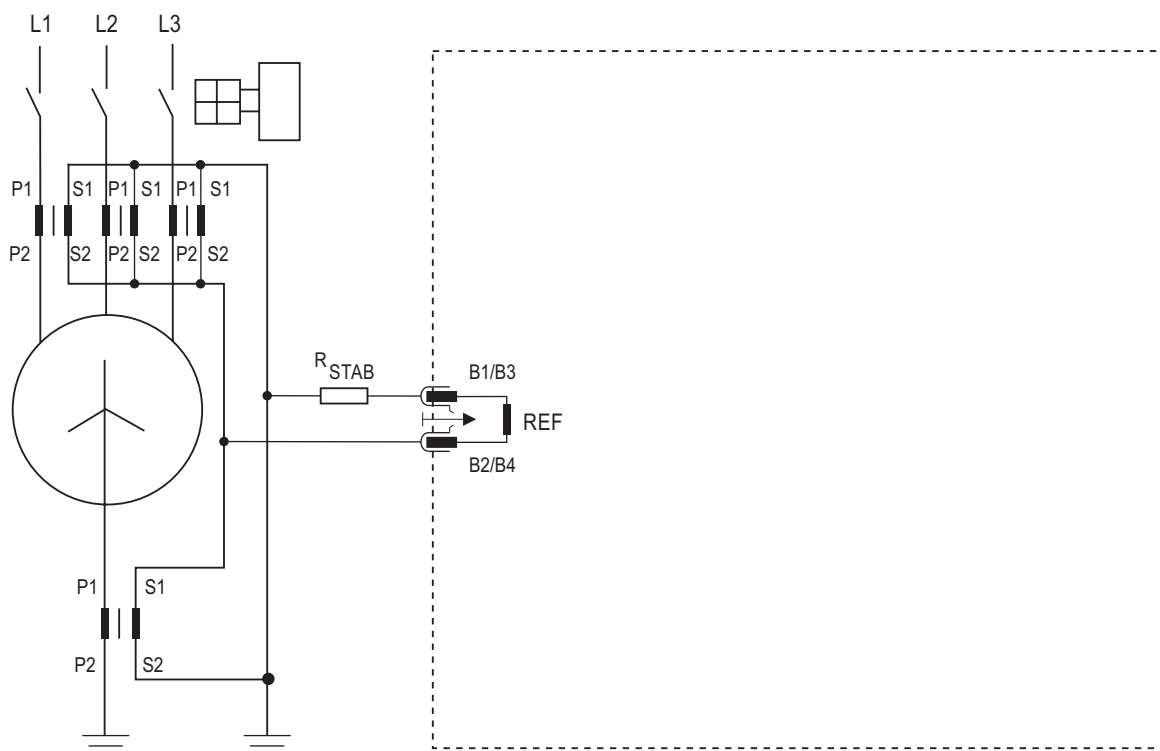 L1 L2 L3
P1 S1 P1 S1 P1 S1
P2 S2 P2 S2 P2 S2
R STAB
B1/B3
REF
B2/B4
P1 S1
P2 S2